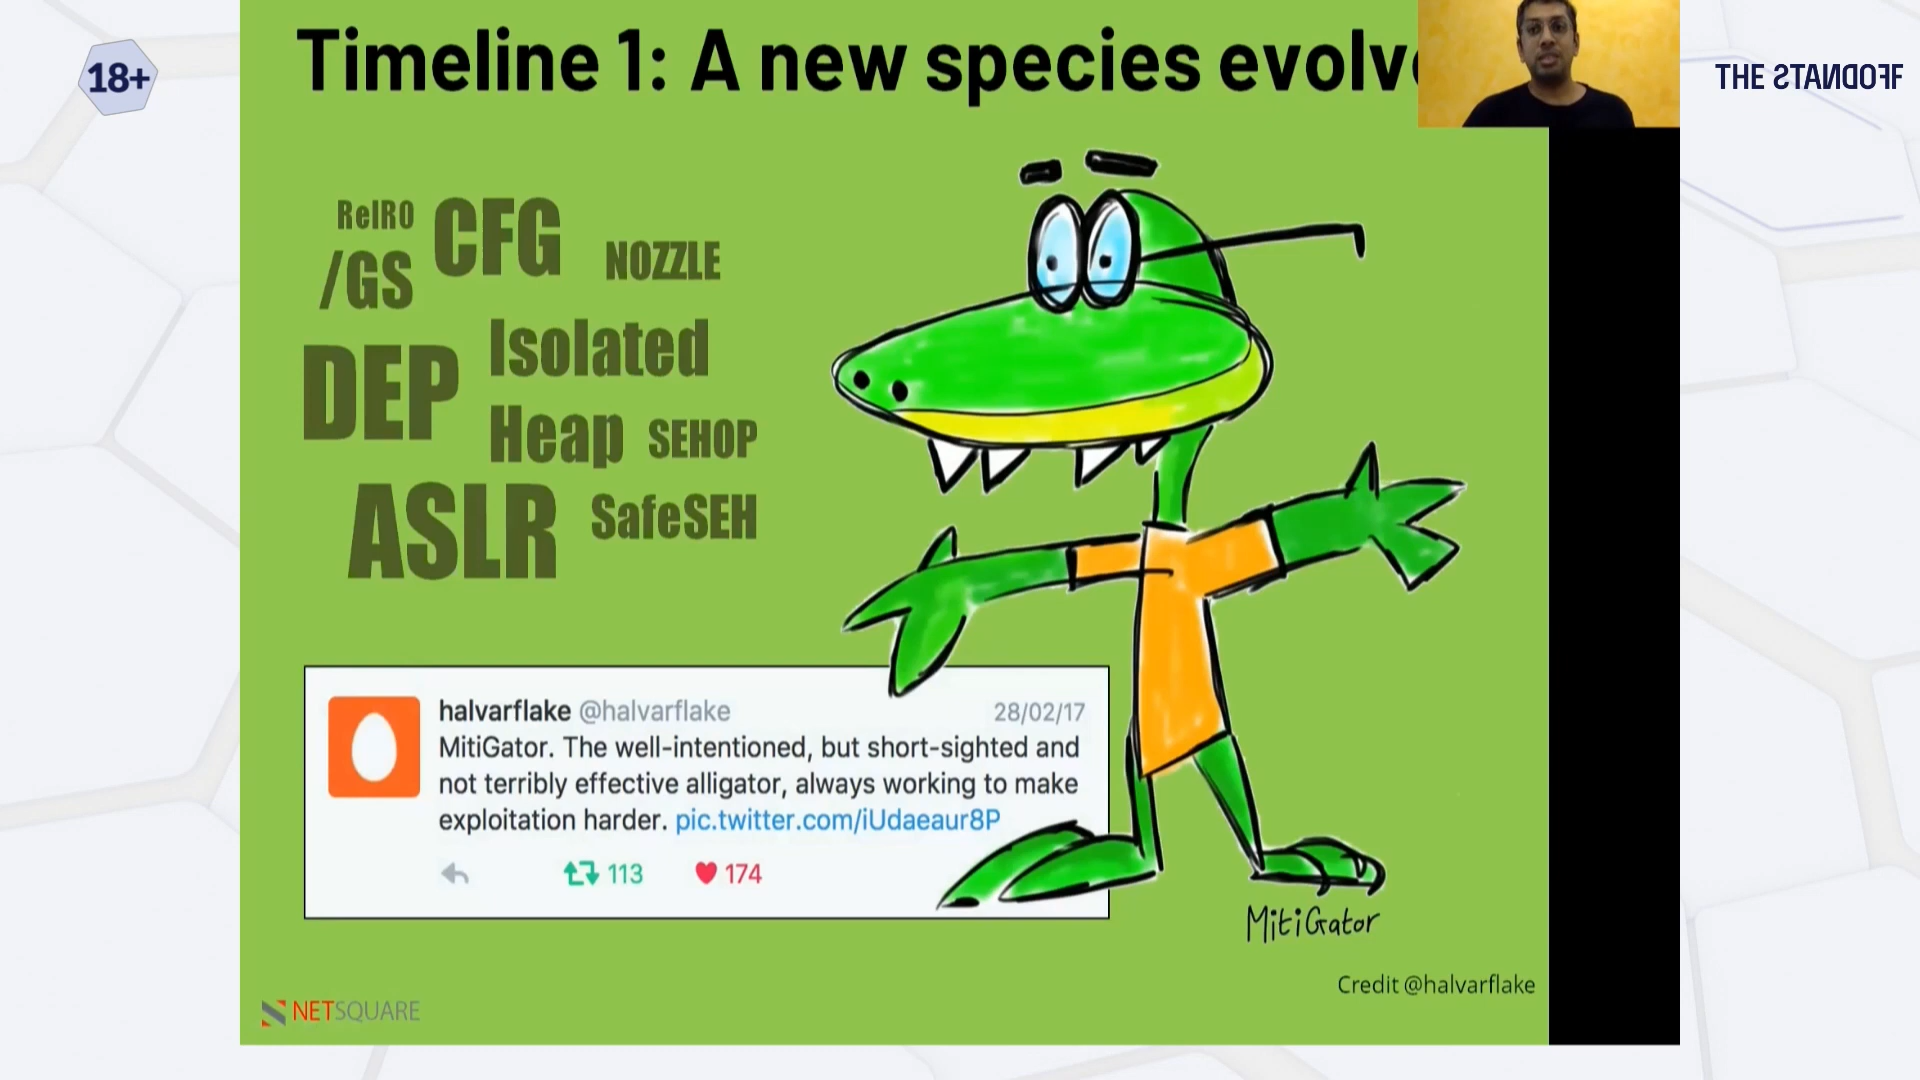 18+
Timeline 1: A new species evolv
THE STANDOFF
RelRO
CFG
NOZZLE
/GS
Isolated
DEP
Heap
SEHOP
ASLR
SafeSEH
halvarflake @halvarflake 28/02/17
MitiGator. The well-intentioned, but short-sighted and
not terribly effective alligator, always working to make
exploitation harder. pic.twitter.com/iUdaeaur8P
113 174
MitiGator
Credit @halvarflake
NETSQUARE